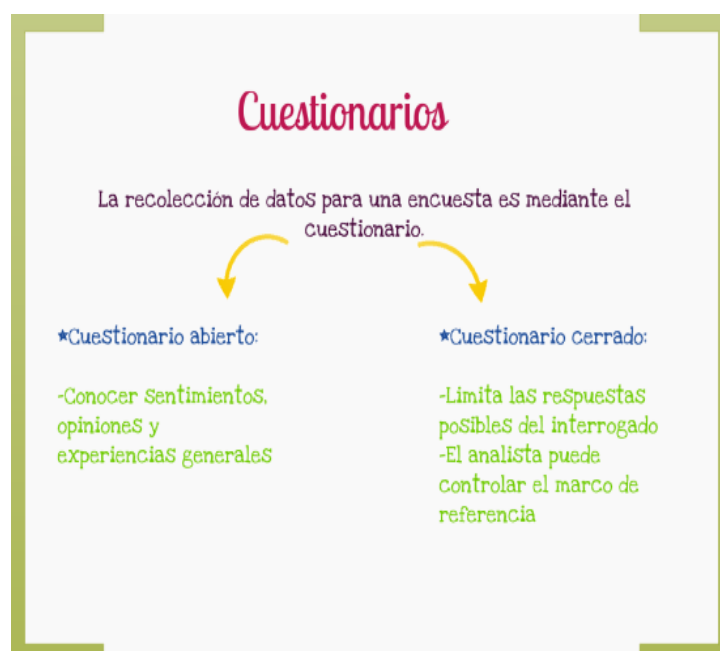 Cuestionarios
La recolección de datos para una encuesta es mediante el
cuestionario.
★Cuestionario abierto:
-Conocer sentimientos,
opiniones y
experiencias generales
★Cuestionario cerrado:
-Limita las respuestas
posibles del interrogado
-El analista puede
controlar el marco de
referencia